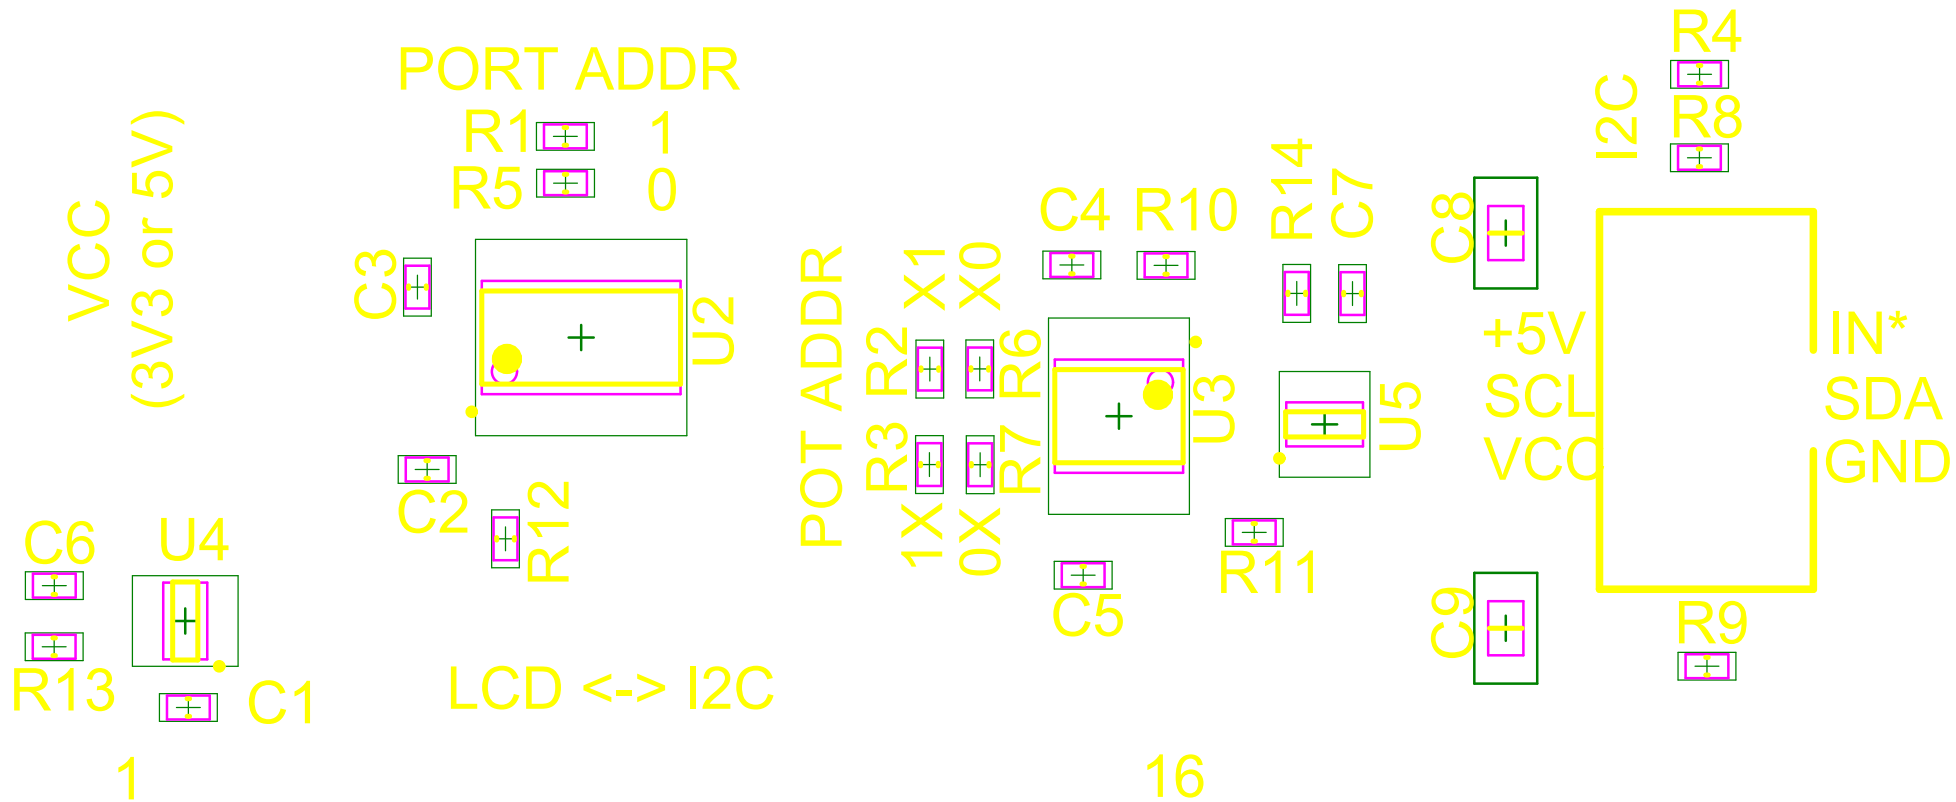 R4
PORT ADDR
I2C
R8
R1
1
R5
0
VCC
(3V3 or 5V)
C4
R10
R14
C7
C8
C3
U2
POT ADDR
X1
X0
+5V
IN*
R2
R6
U3
U5
SCL
SDA
R3
R7
VCC
GND
C2
R12
1X
0X
C6
U4
R11
C5
C9
R9
R13
C1
LCD <-> I2C
1
16